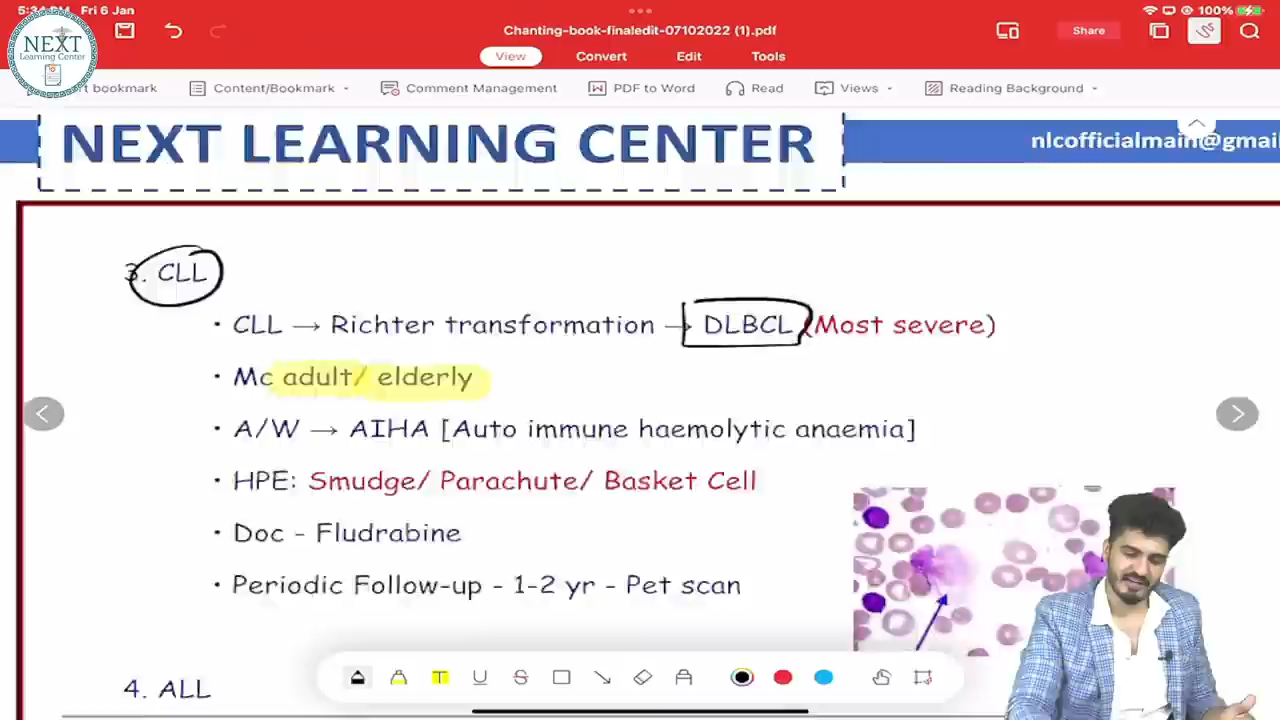 5:34 PM Fri 6 Jan
100%
Chanting-book-finaledit-07102022 (1).pdf
Share
View Convert Edit Tools
NEXT
Learning Center
bookmark Content/Bookmark Comment Management PDF to Word Read Views Reading Background
NEXT LEARNING CENTER
nlcofficialmain@gmai
3. CLL
• CLL → Richter transformation → DLBCL (Most severe)
• Mc adult/ elderly
• A/W → AIHA [Auto immune haemolytic anaemia]
• HPE: Smudge/ Parachute/ Basket Cell
• Doc - Fludrabine
• Periodic Follow-up - 1-2 yr - Pet scan
4. ALL